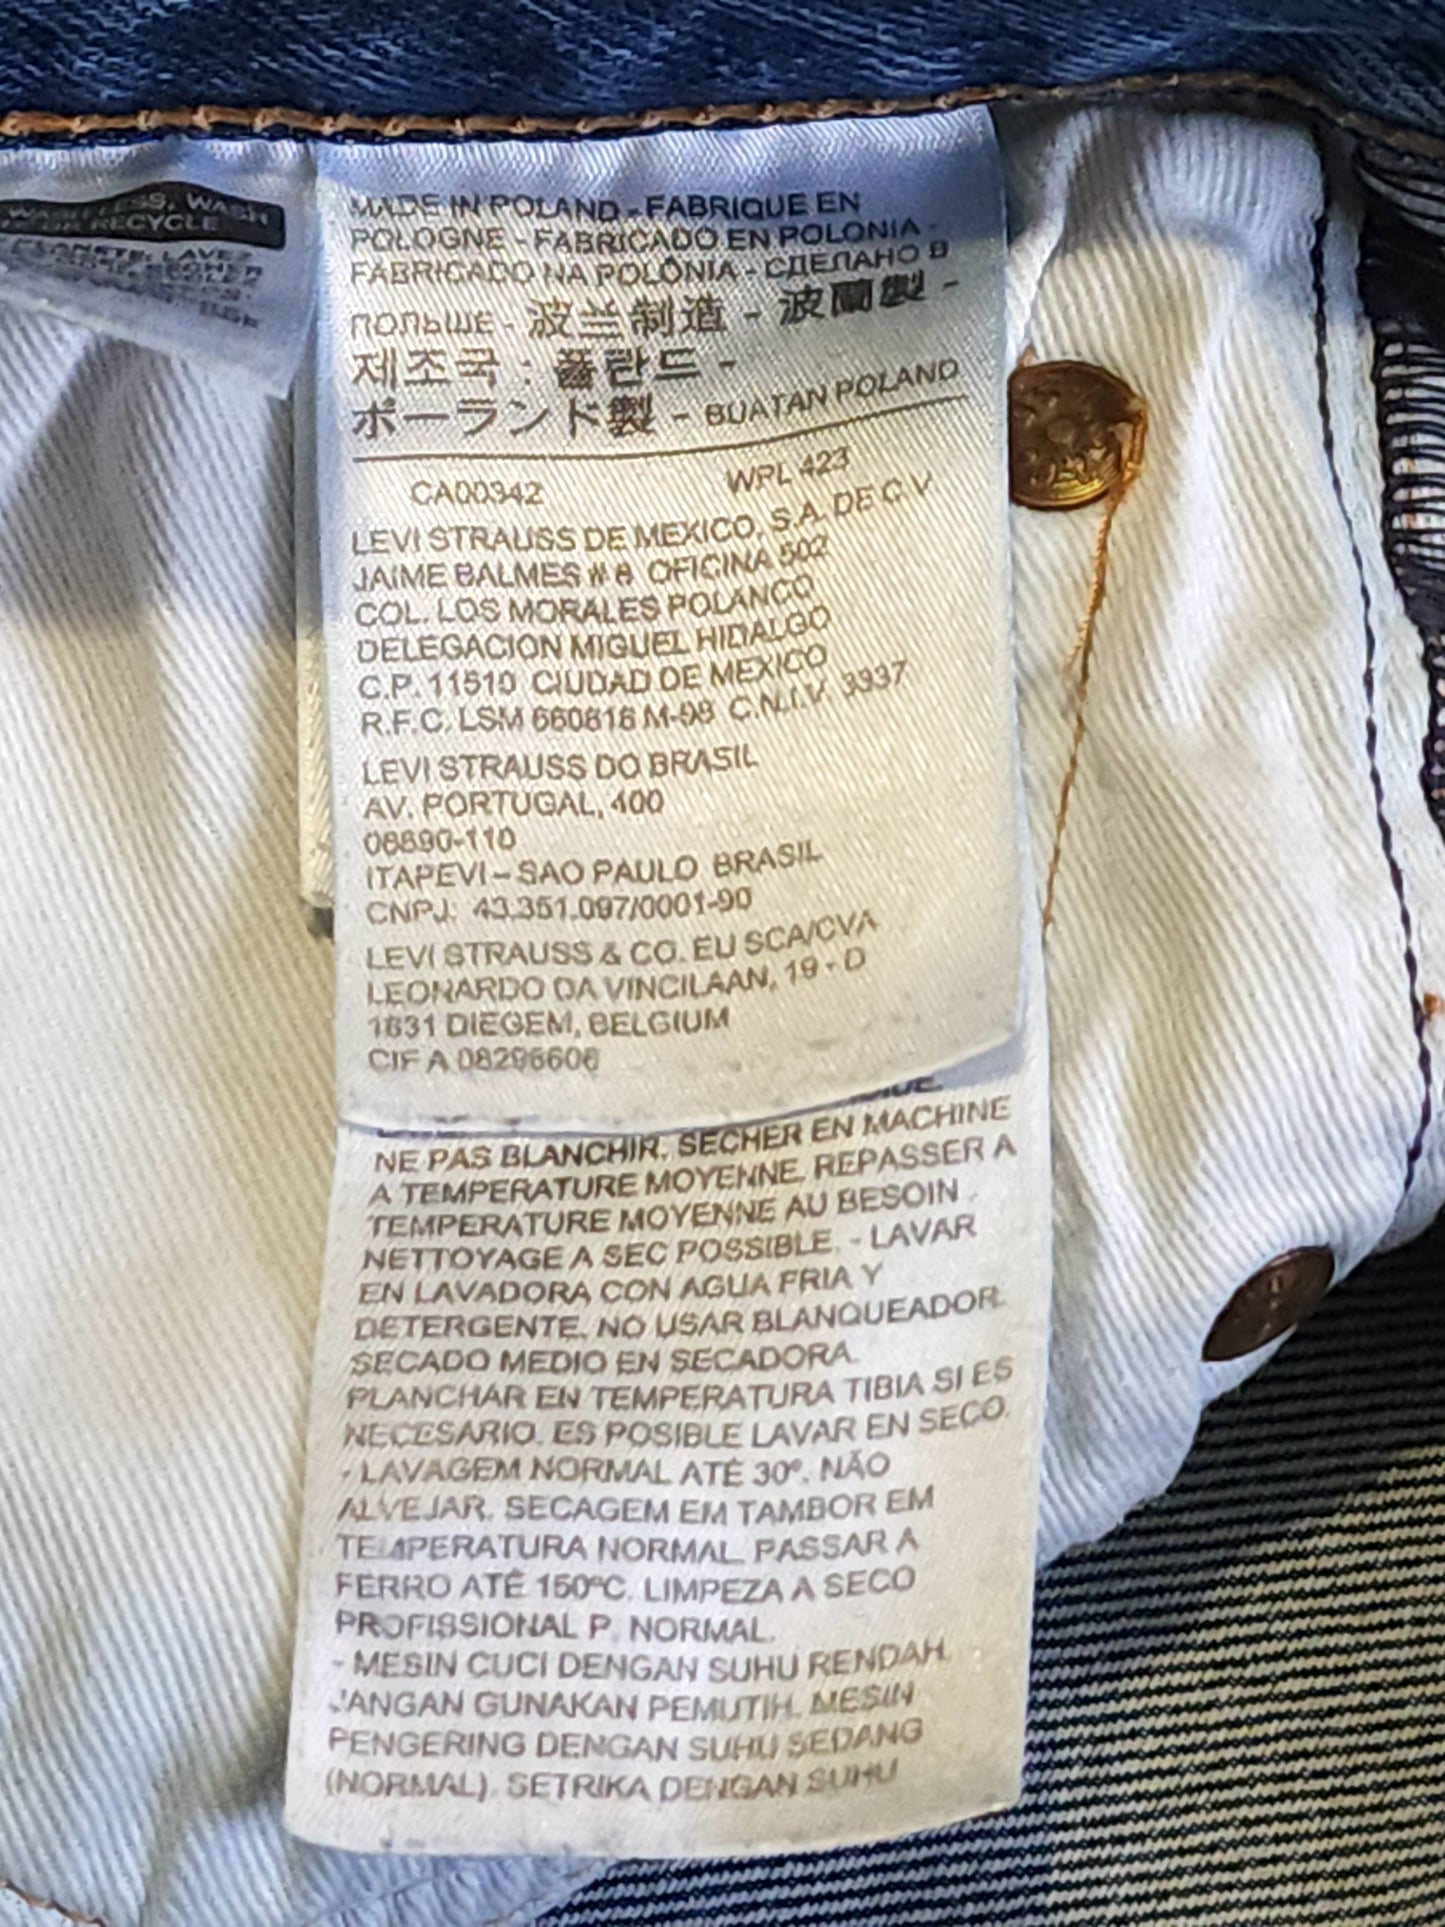 WASH
RECYCLE
MADE IN POLAND - FABRIQUE EN
POLOGNE - FABRICADO EN POLONIA -
FABRICADO NA POLÔNIA - СДЕЛАНО В
ПОЛЬШЕ - 波兰制造 - 波蘭製 -
제조국 : 폴란드 -
ポーランド製 - BUATAN POLAND
CA00342 WPL 423
LEVI STRAUSS DE MEXICO, S.A. DE C V
JAIME BALMES # 8 OFICINA 502
COL. LOS MORALES POLANCO
DELEGACION MIGUEL HIDALGO
C.P. 11510 CIUDAD DE MEXICO
R.F.C. LSM 660816 M-98 C.N.I.V. 3337
LEVI STRAUSS DO BRASIL
AV. PORTUGAL, 400
06690-110
ITAPEVI – SAO PAULO BRASIL
CNPJ: 43.351.097/0001-90
LEVI STRAUSS & CO. EU SCA/CVA
LEONARDO DA VINCILAAN, 19 - D
1831 DIEGEM, BELGIUM
CIF A 08296606
NE PAS BLANCHIR. SECHER EN MACHINE
A TEMPERATURE MOYENNE. REPASSER A
TEMPERATURE MOYENNE AU BESOIN.
NETTOYAGE A SEC POSSIBLE. - LAVAR
EN LAVADORA CON AGUA FRIA Y
DETERGENTE. NO USAR BLANQUEADOR.
SECADO MEDIO EN SECADORA.
PLANCHAR EN TEMPERATURA TIBIA SI ES
NECESARIO. ES POSIBLE LAVAR EN SECO.
- LAVAGEM NORMAL ATÉ 30º. NÃO
ALVEJAR. SECAGEM EM TAMBOR EM
TEMPERATURA NORMAL. PASSAR A
FERRO ATÉ 150ºC. LIMPEZA A SECO
PROFISSIONAL P. NORMAL.
- MESIN CUCI DENGAN SUHU RENDAH.
JANGAN GUNAKAN PEMUTIH. MESIN
PENGERING DENGAN SUHU SEDANG
(NORMAL). SETRIKA DENGAN SUHU